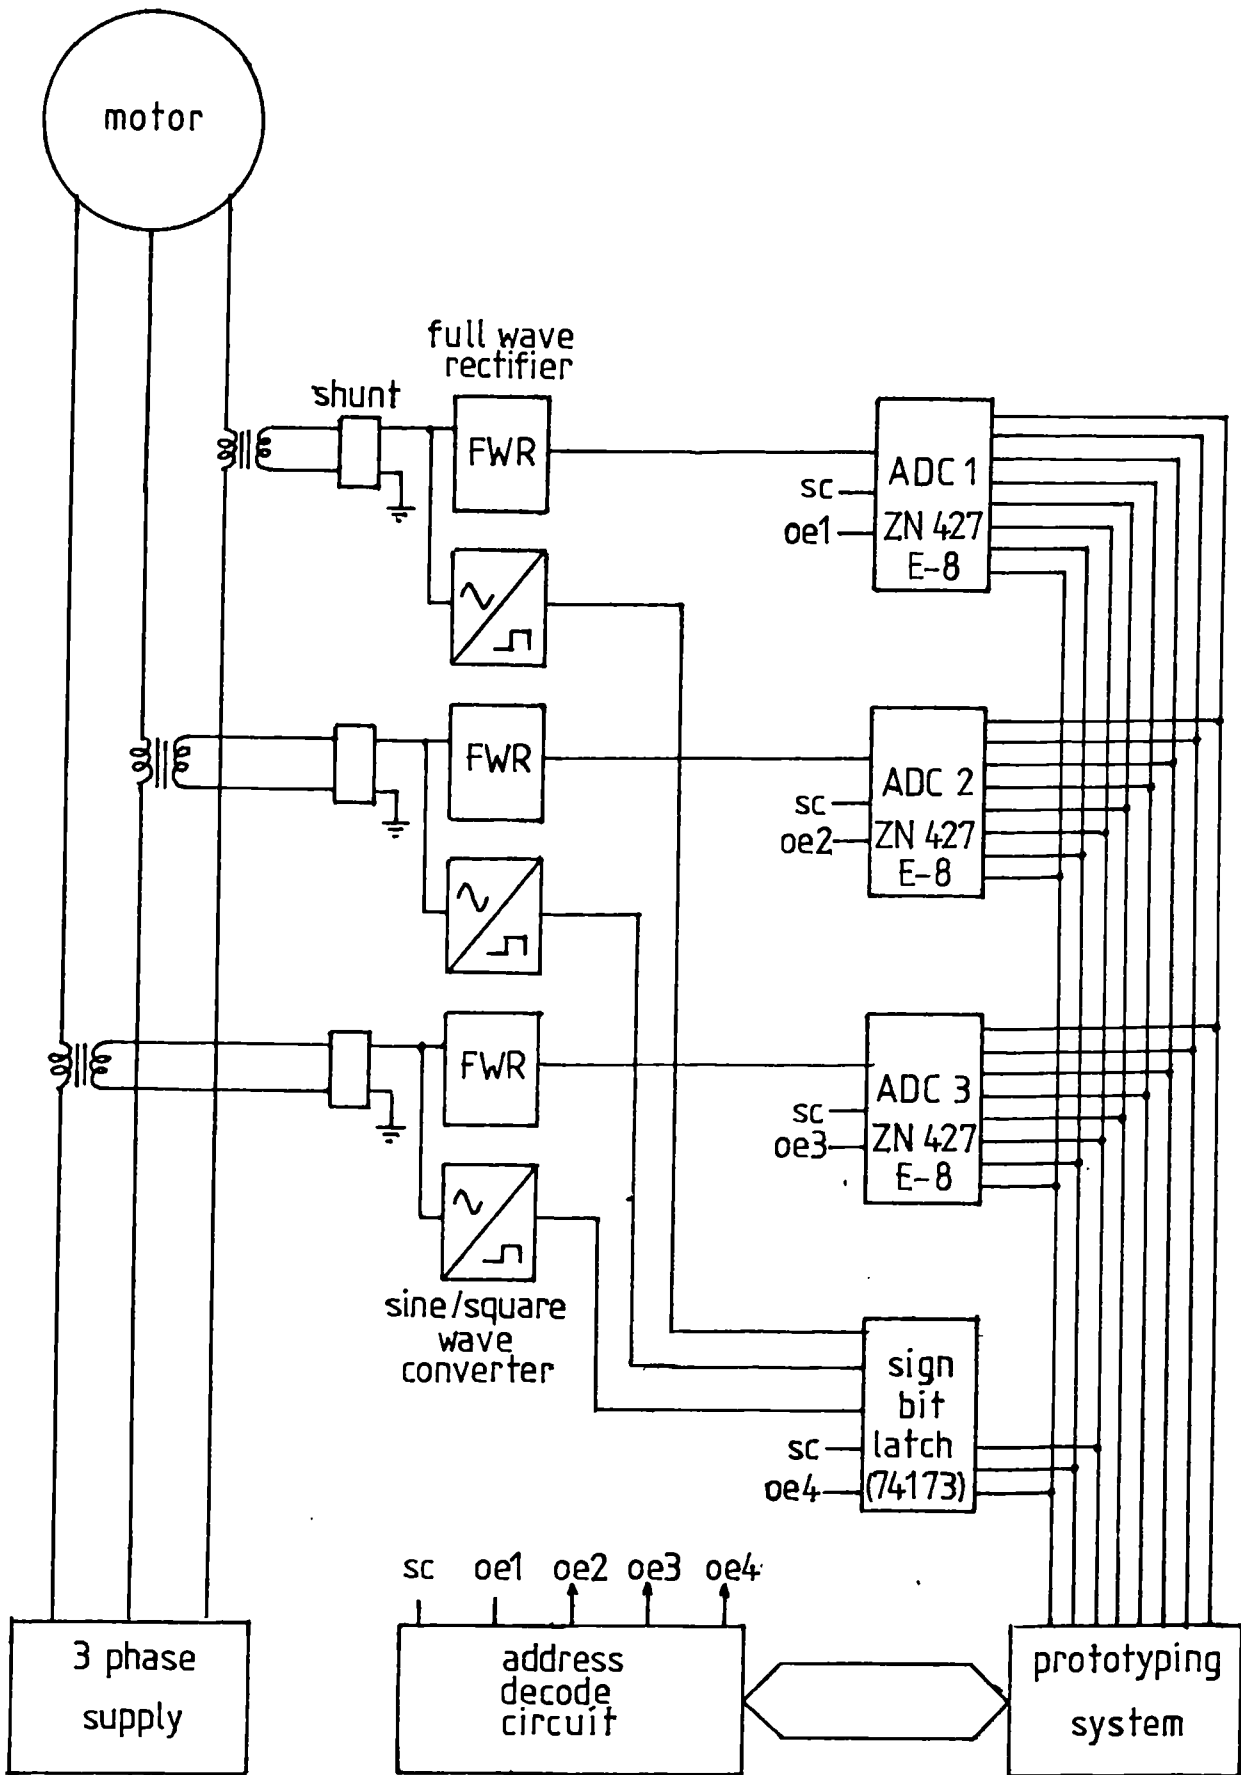 motor
full wave
rectifier
shunt
FWR
ADC 1
sc
oe1
ZN 427
E-8
FWR
ADC 2
sc
oe2
ZN 427
E-8
FWR
ADC 3
sc
oe3
ZN 427
E-8
sine/square
wave
converter
sign
bit
latch
(74173)
sc
oe4
sc oe1 oe2 oe3 oe4
3 phase
supply
address
decode
circuit
prototyping
system